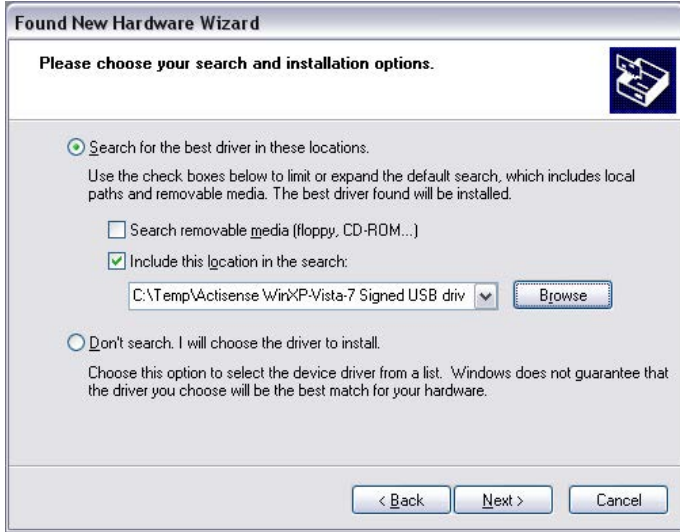 Found New Hardware Wizard
Please choose your search and installation options.
Search for the best driver in these locations.
Use the check boxes below to limit or expand the default search, which includes local
paths and removable media. The best driver found will be installed.
Search removable media (floppy, CD-ROM...)
Include this location in the search:
C:\Temp\Actisense WinXP-Vista-7 Signed USB driv
Browse
Don't search. I will choose the driver to install.
Choose this option to select the device driver from a list. Windows does not guarantee that
the driver you choose will be the best match for your hardware.
< Back Next > Cancel